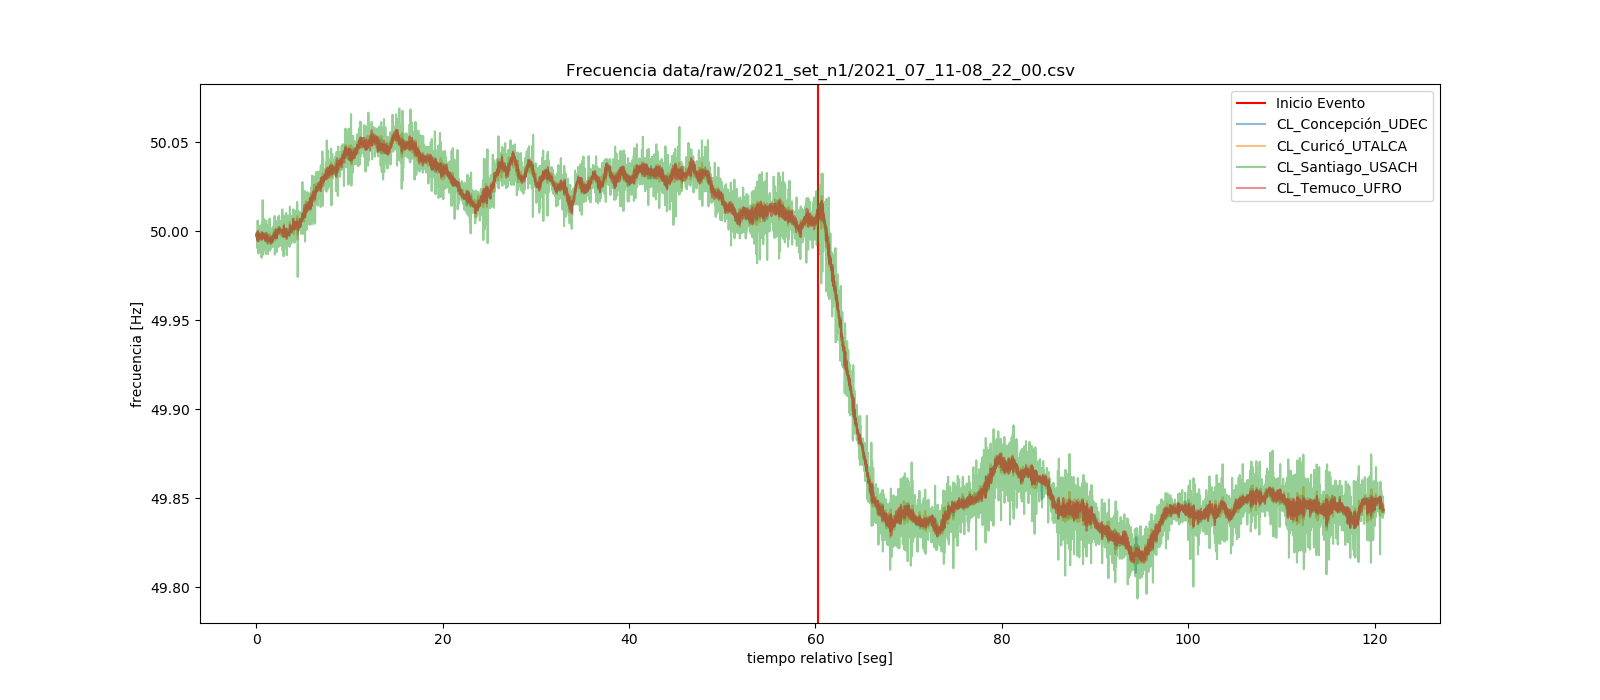 Frecuencia data/raw/2021_set_n1/2021_07_11-08_22_00.csv
Inicio Evento
CL_Concepción_UDEC
CL_Curicó_UTALCA
CL_Santiago_USACH
CL_Temuco_UFRO
frecuencia [Hz]
50.05
50.00
49.95
49.90
49.85
49.80
0 20 40 60 80 100 120
tiempo relativo [seg]